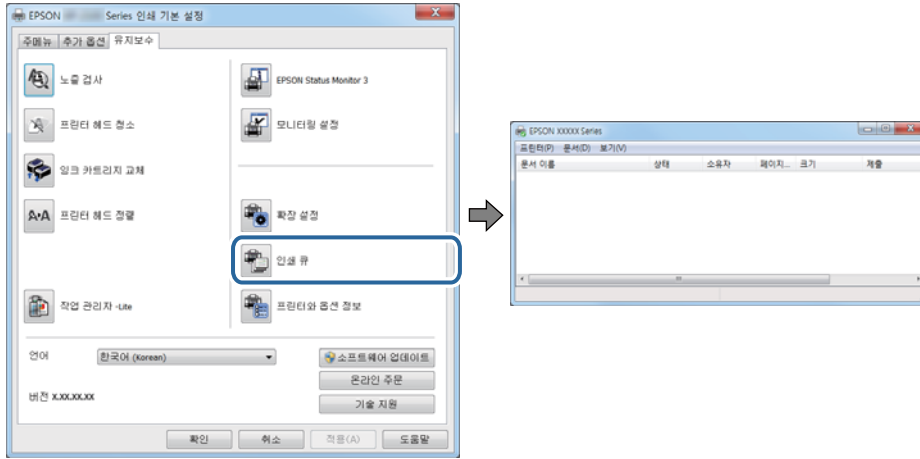 EPSON Series 인쇄 기본 설정
주메뉴 추가 옵션 유지보수
노즐 검사
EPSON Status Monitor 3
프린터 헤드 청소
모니터링 설정
잉크 카트리지 교체
프린터 헤드 정렬
확장 설정
인쇄 큐
작업 관리자 -Lite
프린터와 옵션 정보
언어 한국어 (Korean)
소프트웨어 업데이트
온라인 주문
버전 X.XX.XX.XX
기술 지원
확인 취소 적용(A) 도움말
EPSON XXXXX Series
프린터(P) 문서(D) 보기(V)
문서 이름 상태 소유자 페이지... 크기 제출